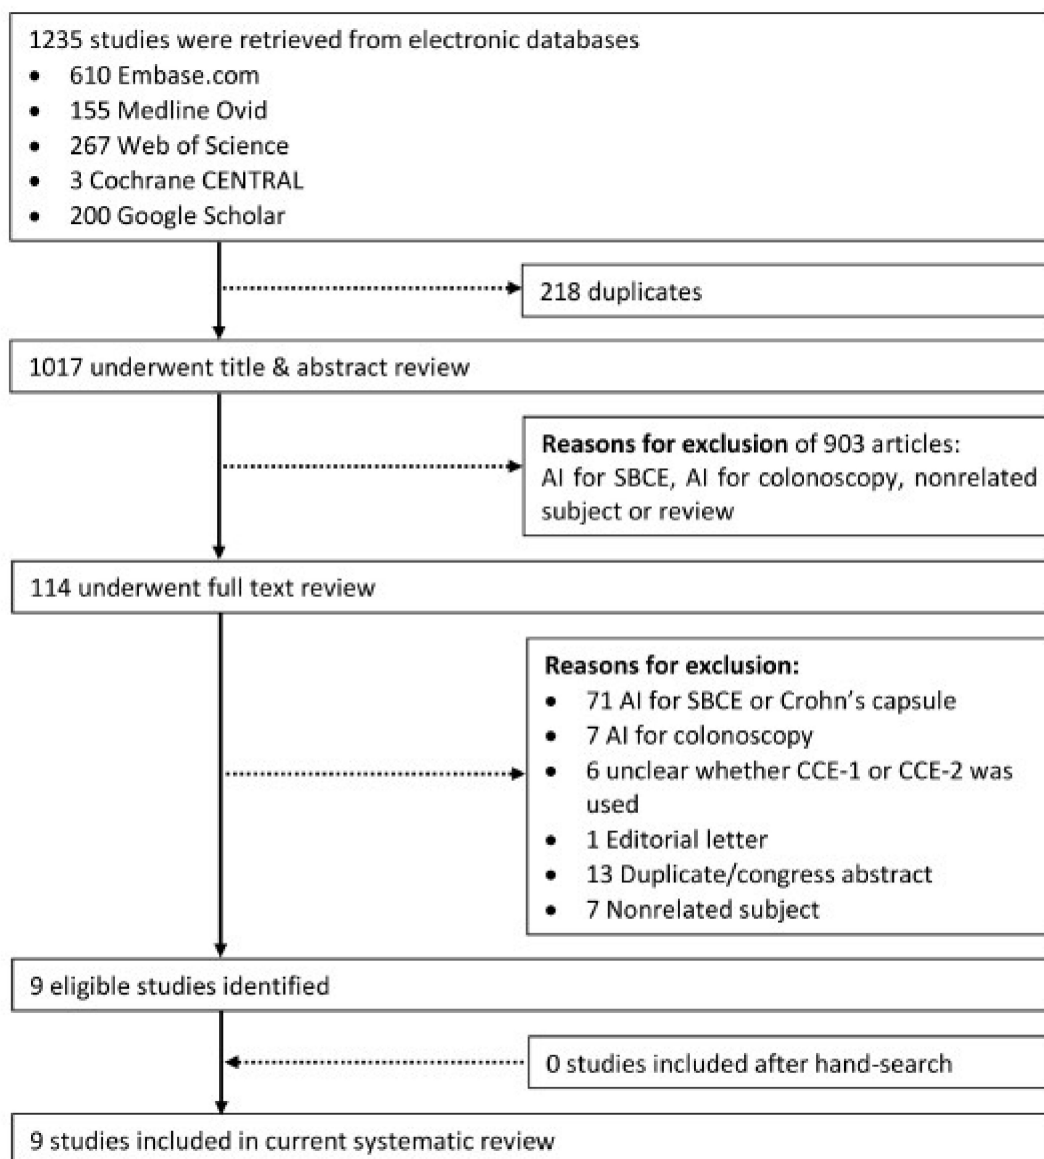 1235 studies were retrieved from electronic databases
• 610 Embase.com
• 155 Medline Ovid
• 267 Web of Science
• 3 Cochrane CENTRAL
• 200 Google Scholar
218 duplicates
1017 underwent title & abstract review
Reasons for exclusion of 903 articles:
AI for SBCE, AI for colonoscopy, nonrelated
subject or review
114 underwent full text review
Reasons for exclusion:
• 71 AI for SBCE or Crohn's capsule
• 7 AI for colonoscopy
• 6 unclear whether CCE-1 or CCE-2 was
used
• 1 Editorial letter
• 13 Duplicate/congress abstract
• 7 Nonrelated subject
9 eligible studies identified
0 studies included after hand-search
9 studies included in current systematic review